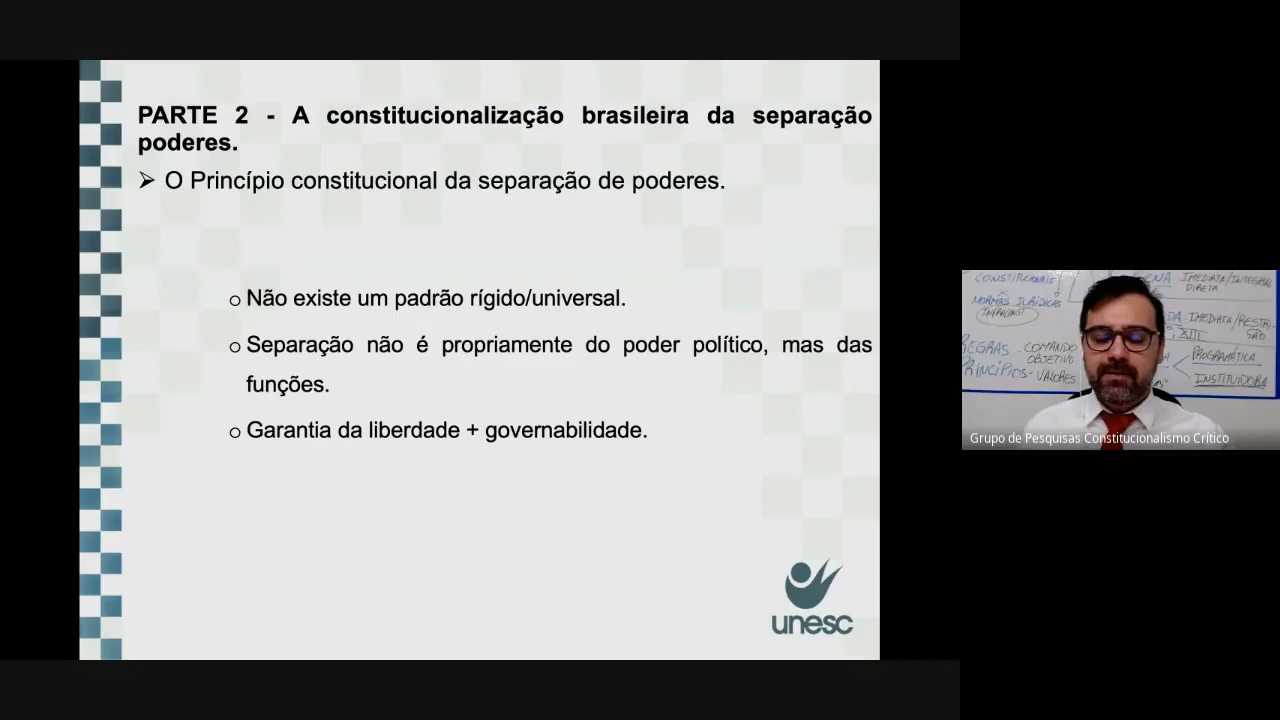 PARTE 2 - A constitucionalização brasileira da separação
poderes.
➢ O Princípio constitucional da separação de poderes.
o Não existe um padrão rígido/universal.
o Separação não é propriamente do poder político, mas das
funções.
o Garantia da liberdade + governabilidade.
unesc
CONSTITUCIONAIS
NORMAS JURÍDICAS
IMEDIATA/INTEGRAL
DIRETA
IMEDIATA/RESTRI-
XIII
REGRAS - COMANDO
OBJETIVO
PRINCÍPIOS - VALORES
PROGRAMÁTICA
INSTITUIDORA
Grupo de Pesquisas Constitucionalismo Crítico